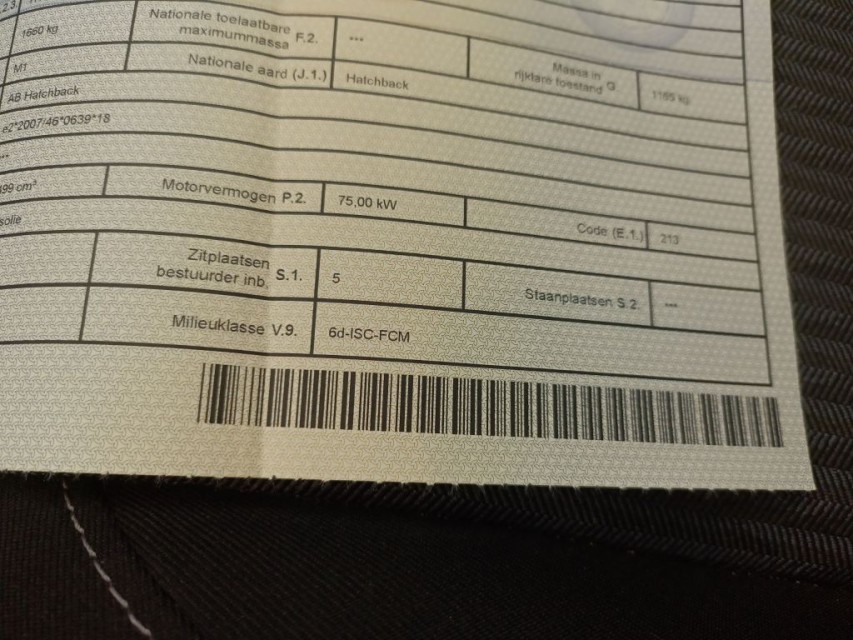 1660 kg
Nationale toelaatbare
maximummassa F.2.
---
Massa in
rijklare toestand G
1165 kg
M1
Nationale aard (J.1.)
Hatchback
AB Hatchback
e2*2007/46*0639*18
---
499 cm³
Motorvermogen P.2.
75,00 kW
Code (E.1.)
213
Zitplaatsen
bestuurder inb. S.1.
5
Staanplaatsen S.2.
---
Milieuklasse V.9.
6d-ISC-FCM